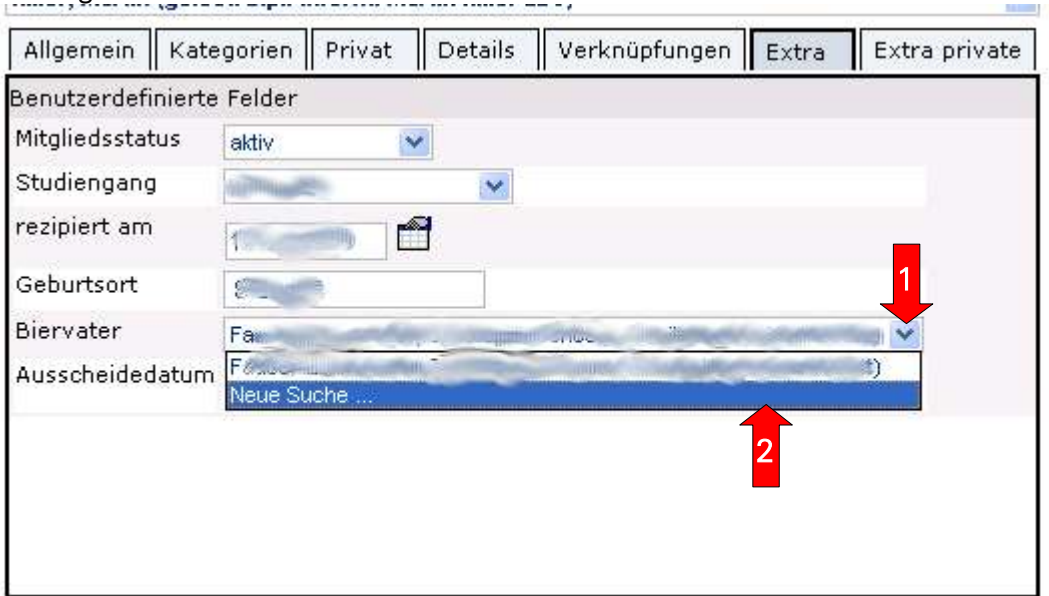 Allgemein Kategorien Privat Details Verknüpfungen Extra Extra private
Benutzerdefinierte Felder
Mitgliedsstatus aktiv
Studiengang
rezipiert am
Geburtsort
1
Biervater
Ausscheidedatum
Neue Suche ...
2